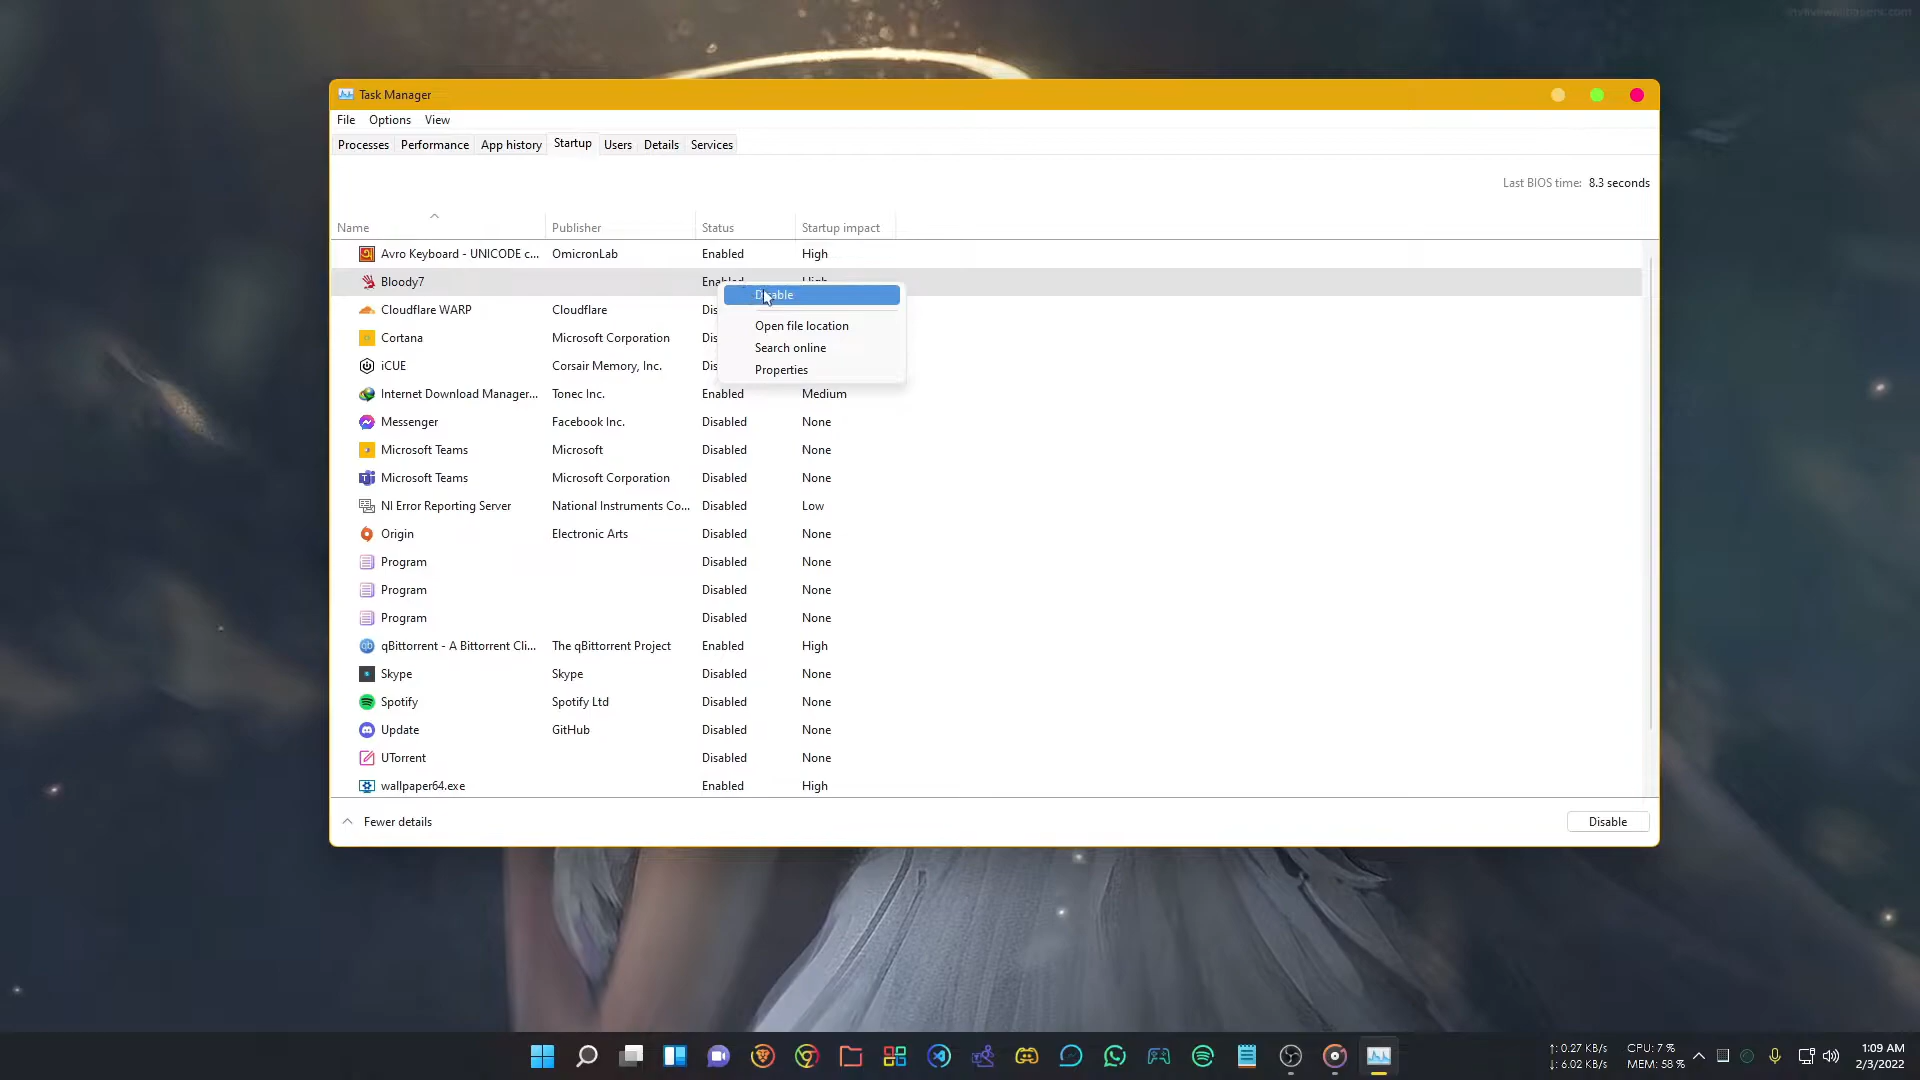 Task Manager
File Options View
Processes Performance App history Startup Users Details Services
Last BIOS time: 8.3 seconds
Name Publisher Status Startup impact
Avro Keyboard - UNICODE c... OmicronLab Enabled High
Bloody7
Disable
Cloudflare WARP Cloudflare
Open file location
Cortana Microsoft Corporation
Search online
iCUE Corsair Memory, Inc.
Properties
Internet Download Manager... Tonec Inc. Enabled Medium
Messenger Facebook Inc. Disabled None
Microsoft Teams Microsoft Disabled None
Microsoft Teams Microsoft Corporation Disabled None
NI Error Reporting Server National Instruments Co... Disabled Low
Origin Electronic Arts Disabled None
Program Disabled None
Program Disabled None
Program Disabled None
qBittorrent - A Bittorrent Cli... The qBittorrent Project Enabled High
Skype Skype Disabled None
Spotify Spotify Ltd Disabled None
Update GitHub Disabled None
UTorrent Disabled None
wallpaper64.exe Enabled High
Fewer details Disable
↑: 0.27 KB/s CPU: 7 % 1:09 AM
↓: 6.02 KB/s MEM: 58 % 2/3/2022